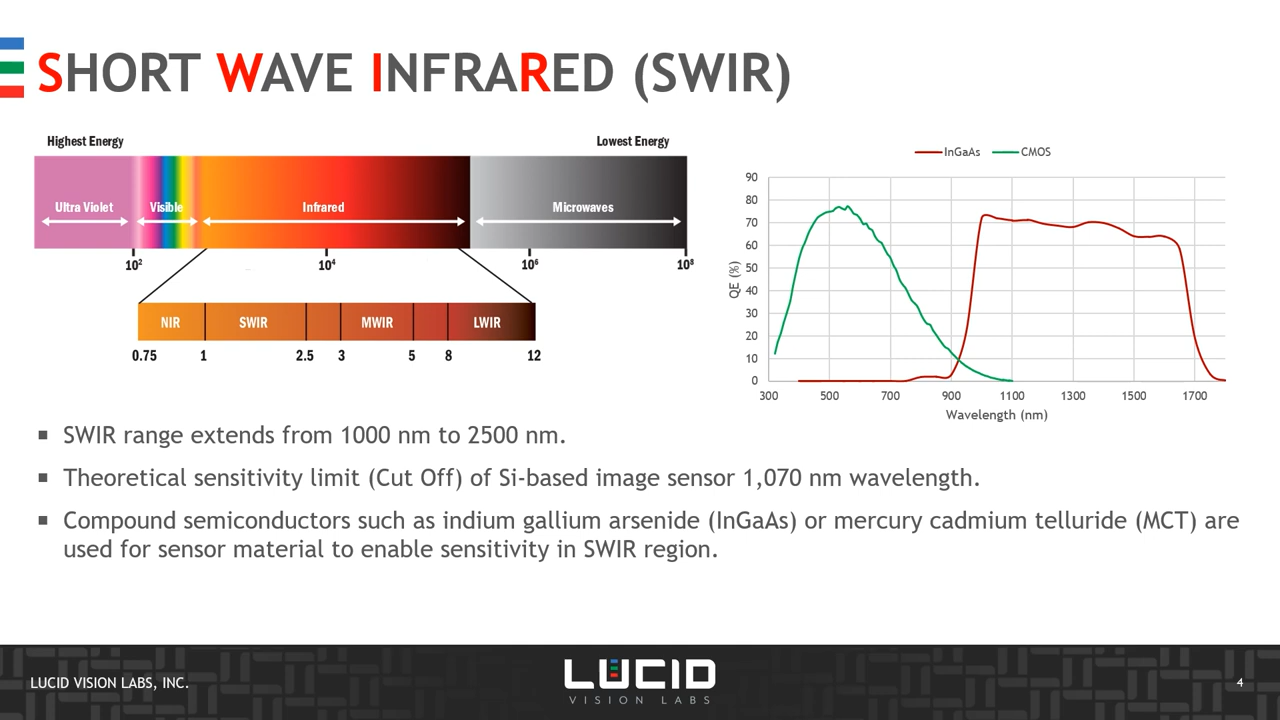 SHORT WAVE INFRARED (SWIR)
Highest Energy
Lowest Energy
Ultra Violet
Visible
Infrared
Microwaves
10²
10⁴
10⁶
10⁸
NIR
SWIR
MWIR
LWIR
0.75
1
2.5
3
5
8
12
InGaAs
CMOS
90
80
70
60
50
40
30
20
10
0
QE (%)
300
500
700
900
1100
1300
1500
1700
Wavelength (nm)
▪ SWIR range extends from 1000 nm to 2500 nm.
▪ Theoretical sensitivity limit (Cut Off) of Si-based image sensor 1,070 nm wavelength.
▪ Compound semiconductors such as indium gallium arsenide (InGaAs) or mercury cadmium telluride (MCT) are
used for sensor material to enable sensitivity in SWIR region.
LUCID VISION LABS, INC.
LUCID
VISION LABS
4